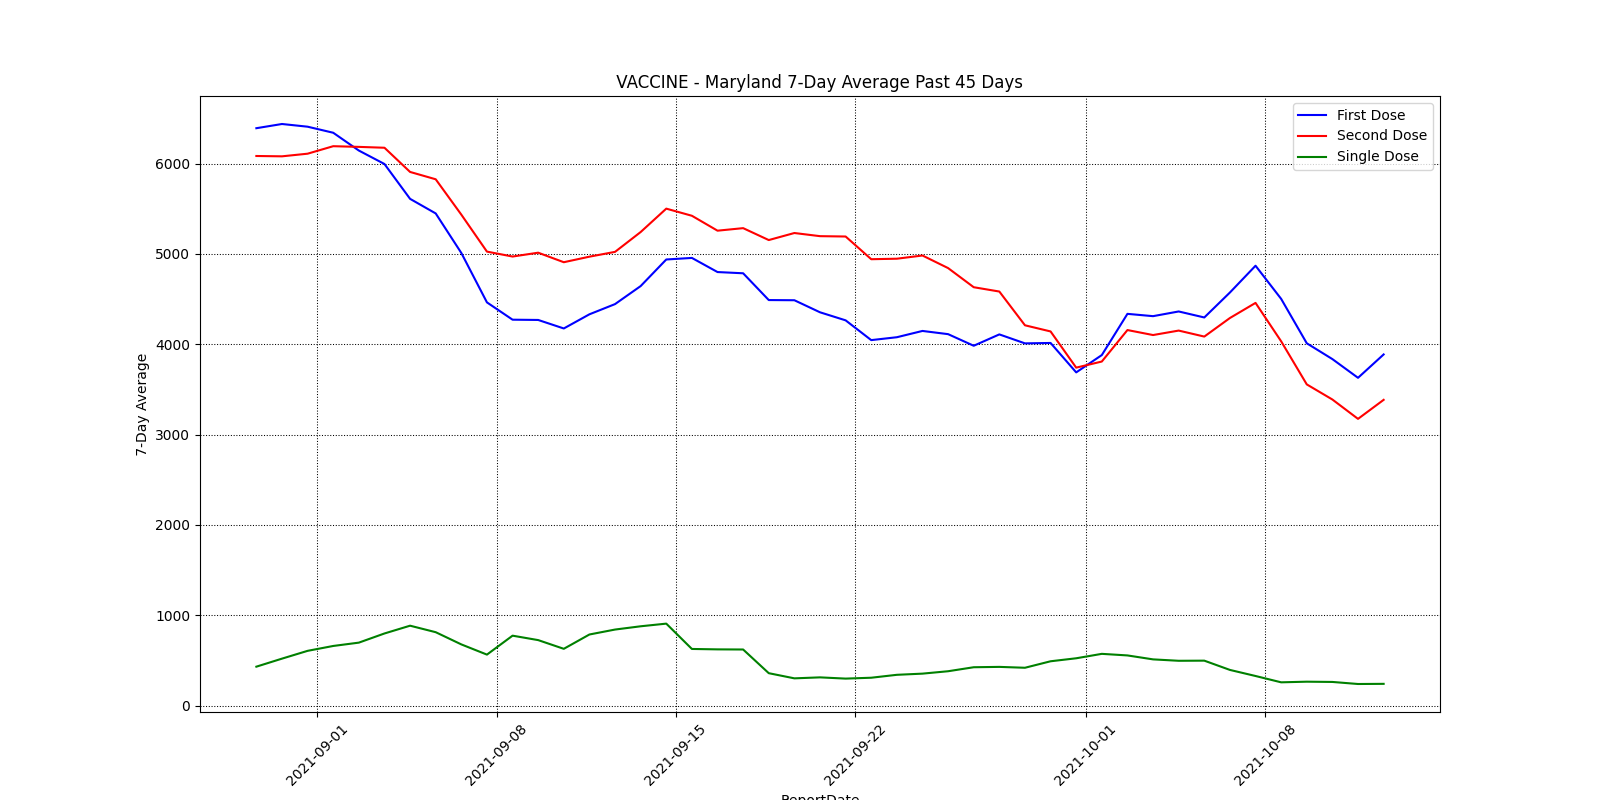 VACCINE - Maryland 7-Day Average Past 45 Days
First Dose
Second Dose
Single Dose
7-Day Average
6000
5000
4000
3000
2000
1000
0
2021-09-01
2021-09-08
2021-09-15
2021-09-22
2021-10-01
2021-10-08
ReportDate